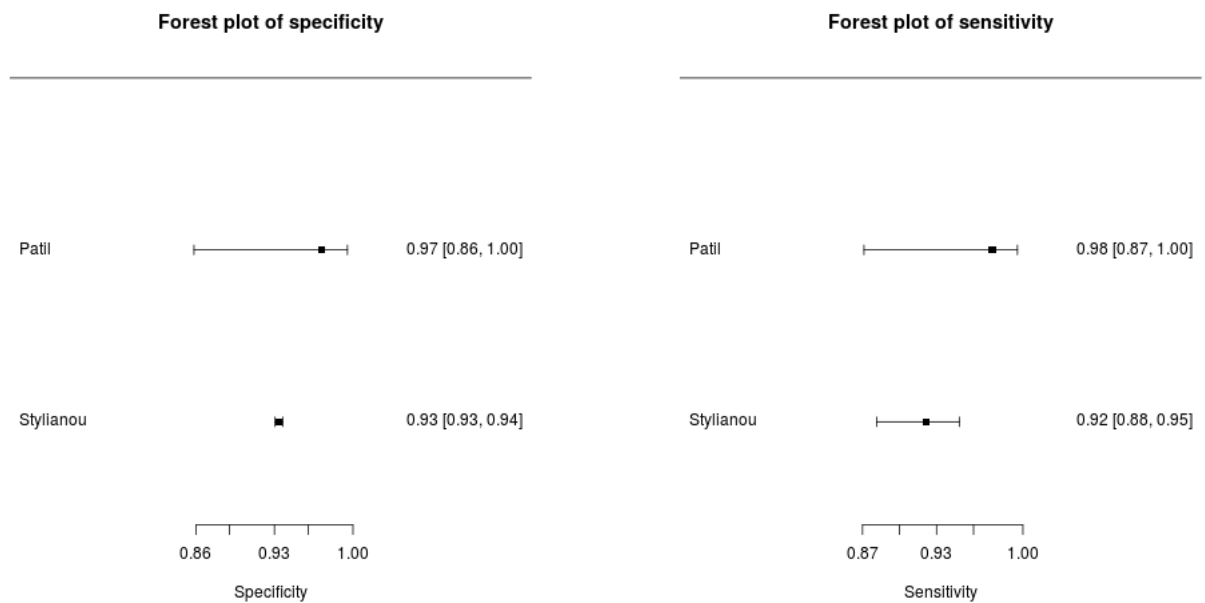 Forest plot of specificity
Patil 0.97 [0.86, 1.00]
Stylianou 0.93 [0.93, 0.94]
0.86 0.93 1.00
Specificity
Forest plot of sensitivity
Patil 0.98 [0.87, 1.00]
Stylianou 0.92 [0.88, 0.95]
0.87 0.93 1.00
Sensitivity